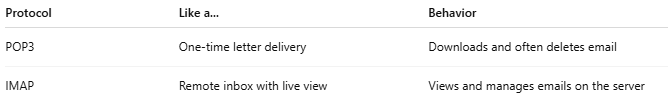 Protocol Like a... Behavior
POP3 One-time letter delivery Downloads and often deletes email
IMAP Remote inbox with live view Views and manages emails on the server